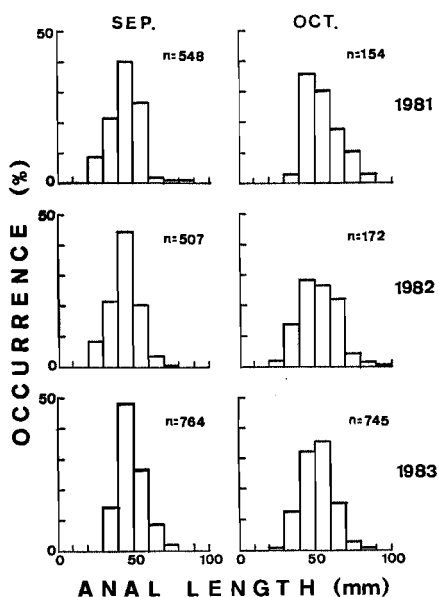 SEP. OCT.
50
n=548 n=154
1981
0
50
n=507 n=172
1982
0
50
n=764 n=745
1983
0
0 50 100 0 50 100
ANAL LENGTH (mm)
OCCURRENCE (%)